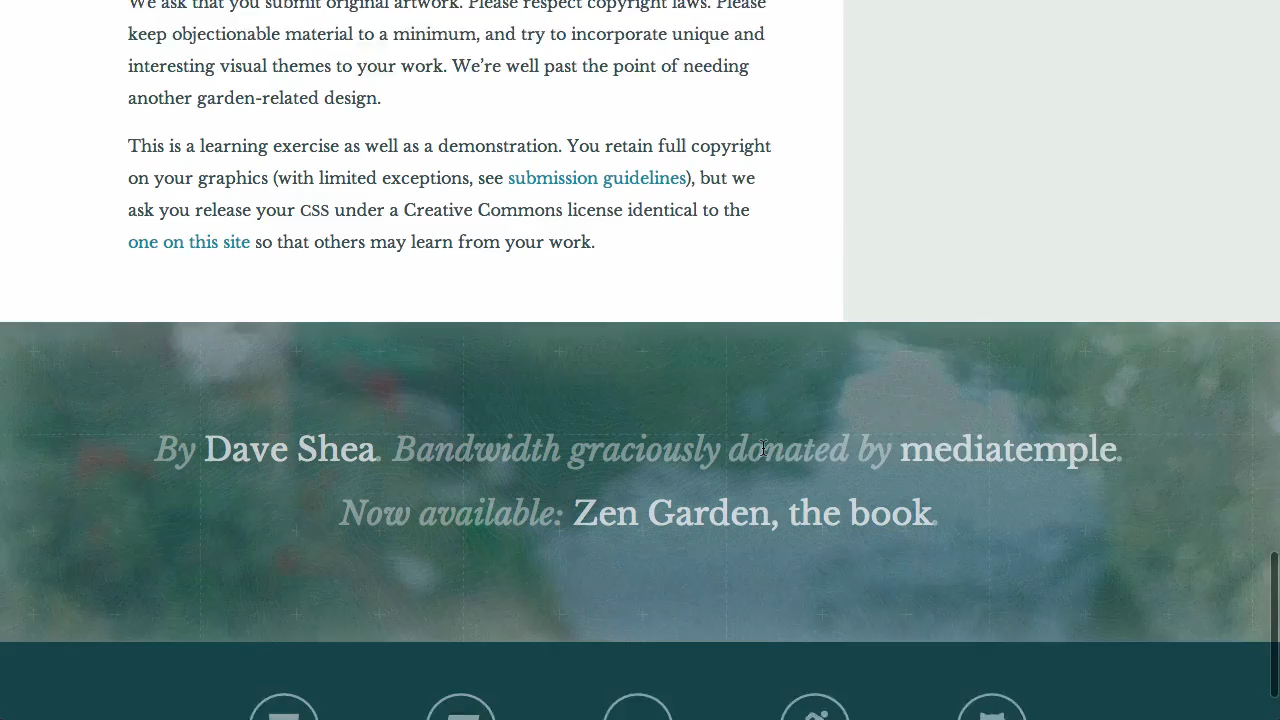 We ask that you submit original artwork. Please respect copyright laws. Please
keep objectionable material to a minimum, and try to incorporate unique and
interesting visual themes to your work. We’re well past the point of needing
another garden-related design.
This is a learning exercise as well as a demonstration. You retain full copyright
on your graphics (with limited exceptions, see submission guidelines), but we
ask you release your CSS under a Creative Commons license identical to the
one on this site so that others may learn from your work.
By Dave Shea. Bandwidth graciously donated by mediatemple.
Now available: Zen Garden, the book.